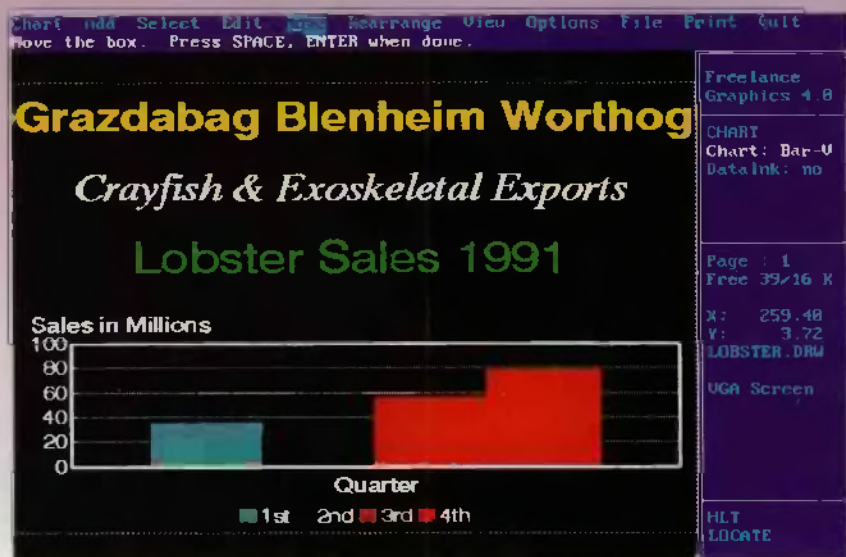 Chart Add Select Edit Rearrange View Options File Print Quit
Move the box. Press SPACE, ENTER when done.
Freelance
Graphics 4.0
CHART
Chart: Bar-V
Datalnk: no
Grazdabag Blenheim Worthog
Crayfish & Exoskeletal Exports
Lobster Sales 1991
Page : 1
Free 39/16 K
X: 259.40
Y: 3.72
LOBSTER.DRW
VGA Screen
Sales in Millions
100
80
60
40
20
0
Quarter
1st 2nd 3rd 4th
HLT
LOCATE